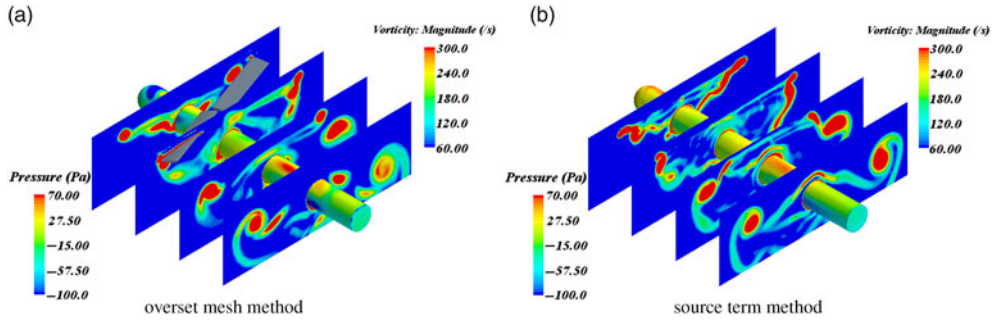 (a)
Vorticity: Magnitude (/s)
300.0
240.0
180.0
120.0
60.00
Pressure (Pa)
70.00
27.50
−15.00
−57.50
−100.0
overset mesh method
(b)
Vorticity: Magnitude (/s)
300.0
240.0
180.0
120.0
60.00
Pressure (Pa)
70.00
27.50
−15.00
−57.50
−100.0
source term method